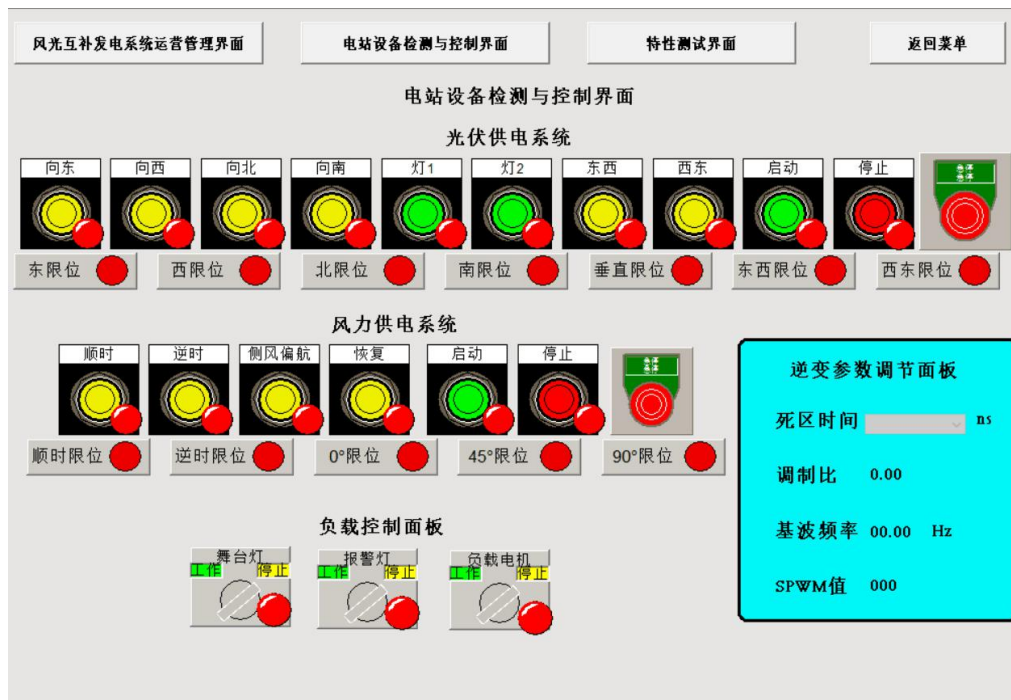 风光互补发电系统运营管理界面 电站设备检测与控制界面 特性测试界面 返回菜单
电站设备检测与控制界面
光伏供电系统
向东 向西 向北 向南 灯1 灯2 东西 西东 启动 停止 急停
急停
东限位 西限位 北限位 南限位 垂直限位 东西限位 西东限位
风力供电系统
顺时 逆时 侧风偏航 恢复 启动 停止 急停
急停
顺时限位 逆时限位 0°限位 45°限位 90°限位
逆变参数调节面板
死区时间 ns
调制比 0.00
基波频率 00.00 Hz
SPWM值 000
负载控制面板
舞台灯 报警灯 负载电机
工作 停止 工作 停止 工作 停止